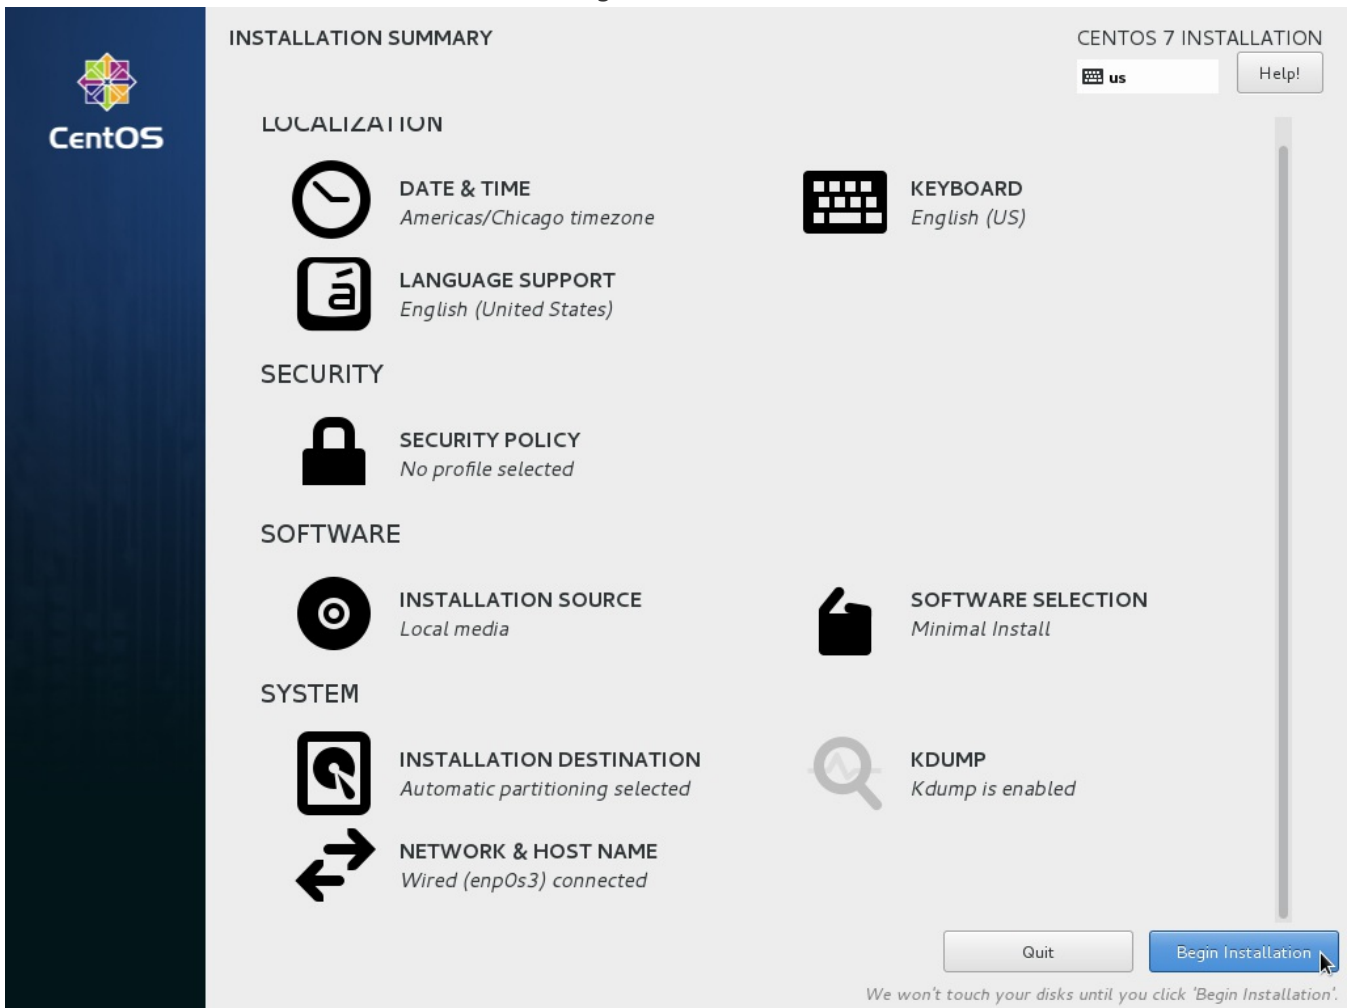 INSTALLATION SUMMARY
CENTOS 7 INSTALLATION
us
Help!
CentOS
LOCALIZATION
DATE & TIME
Americas/Chicago timezone
KEYBOARD
English (US)
á
LANGUAGE SUPPORT
English (United States)
SECURITY
SECURITY POLICY
No profile selected
SOFTWARE
INSTALLATION SOURCE
Local media
SOFTWARE SELECTION
Minimal Install
SYSTEM
INSTALLATION DESTINATION
Automatic partitioning selected
KDUMP
Kdump is enabled
NETWORK & HOST NAME
Wired (enp0s3) connected
Quit
Begin Installation
We won't touch your disks until you click 'Begin Installation'.